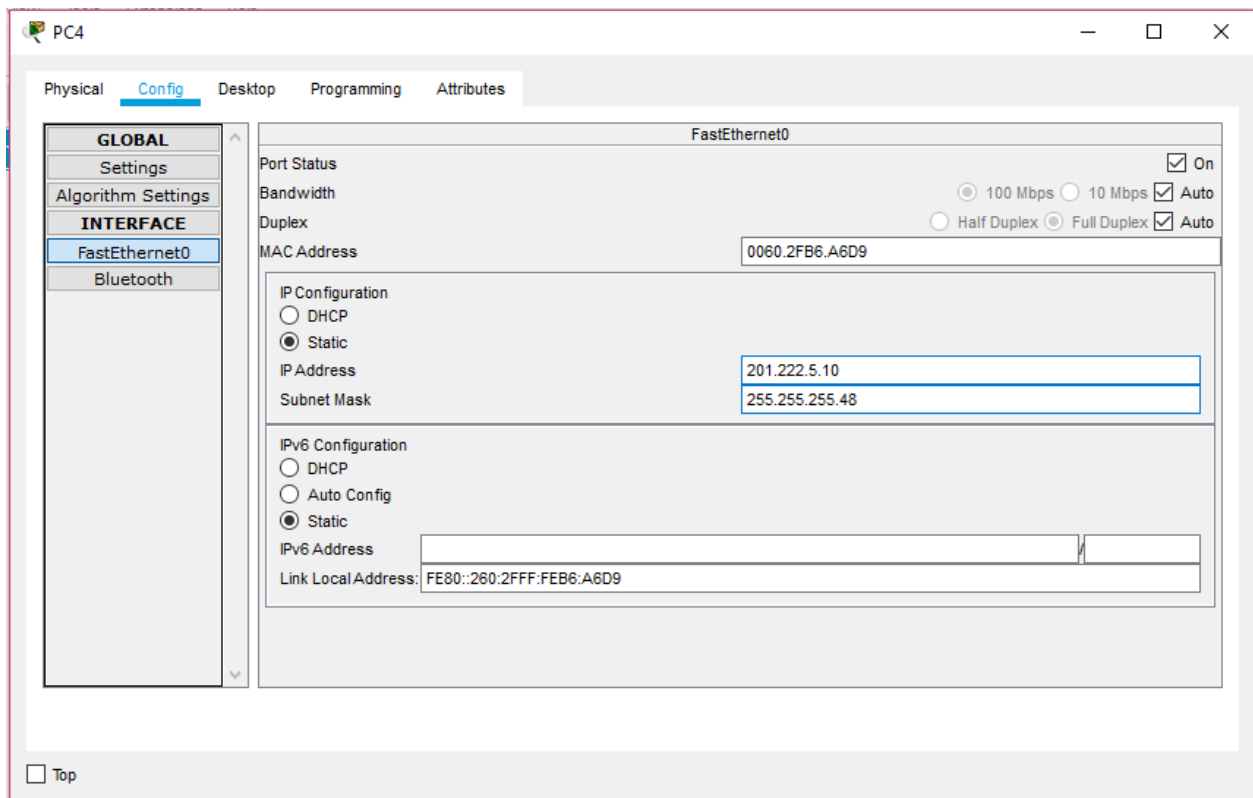 PC4
Physical Config Desktop Programming Attributes
GLOBAL
Settings
Algorithm Settings
INTERFACE
FastEthernet0
Bluetooth
FastEthernet0
Port Status On
Bandwidth 100 Mbps 10 Mbps Auto
Duplex Half Duplex Full Duplex Auto
MAC Address 0060.2FB6.A6D9
IP Configuration
DHCP
Static
IP Address 201.222.5.10
Subnet Mask 255.255.255.48
IPv6 Configuration
DHCP
Auto Config
Static
IPv6 Address /
Link Local Address: FE80::260:2FFF:FEB6:A6D9
Top